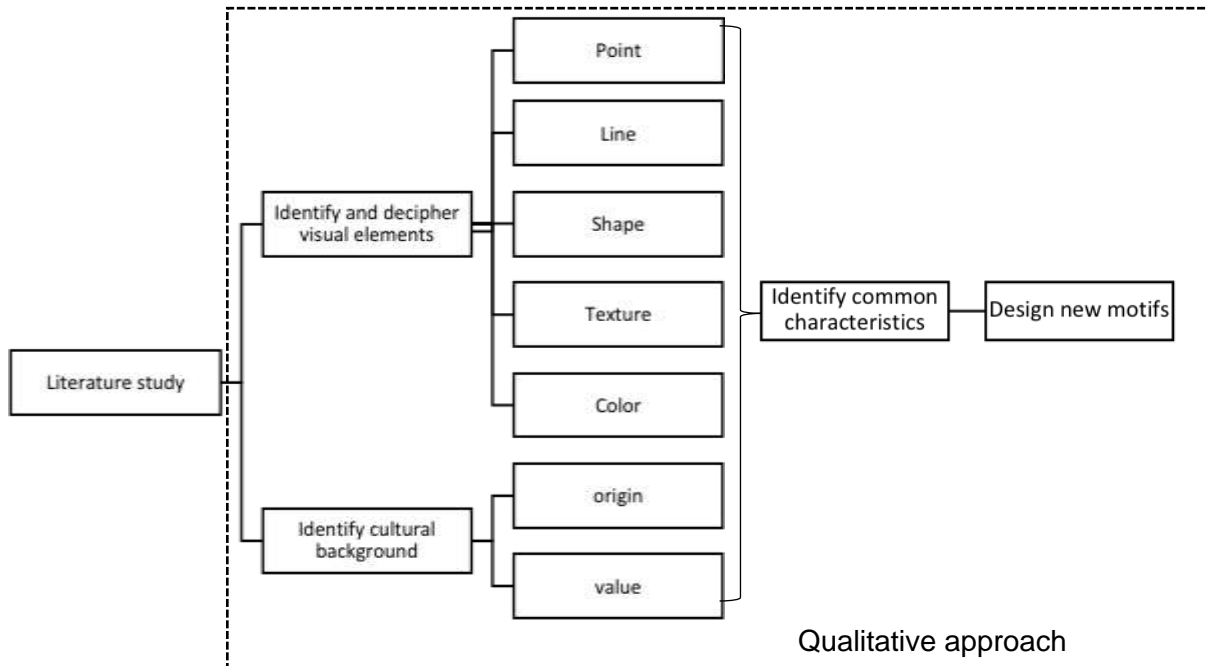 Literature study
Identify and decipher
visual elements
Identify cultural
background
Point
Line
Shape
Texture
Color
origin
value
Identify common
characteristics
Design new motifs
Qualitative approach